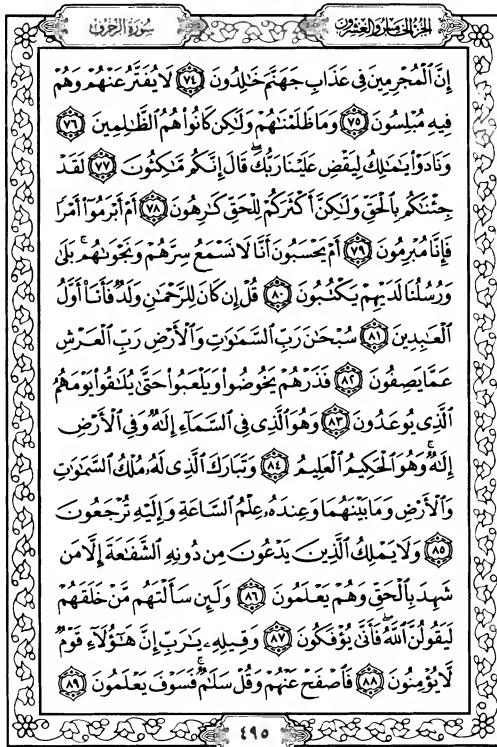 الجزء الخامس والعشرون
سورة الزخرف
إِنَّ ٱلْمُجْرِمِينَ فِى عَذَابِ جَهَنَّمَ خَٰلِدُونَ ٧٤ لَا يُفَتَّرُ عَنْهُمْ وَهُمْ
فِيهِ مُبْلِسُونَ ٧٥ وَمَا ظَلَمْنَٰهُمْ وَلَٰكِن كَانُوا۟ هُمُ ٱلظَّٰلِمِينَ ٧٦
وَنَادَوْا۟ يَٰمَٰلِكُ لِيَقْضِ عَلَيْنَا رَبُّكَ ۖ قَالَ إِنَّكُم مَّٰكِثُونَ ٧٧ لَقَدْ
جِئْنَٰكُم بِٱلْحَقِّ وَلَٰكِنَّ أَكْثَرَكُمْ لِلْحَقِّ كَٰرِهُونَ ٧٨ أَمْ أَبْرَمُوٓا۟ أَمْرًا
فَإِنَّا مُبْرِمُونَ ٧٩ أَمْ يَحْسَبُونَ أَنَّا لَا نَسْمَعُ سِرَّهُمْ وَنَجْوَىٰهُم ۚ بَلَىٰ
وَرُسُلُنَا لَدَيْهِمْ يَكْتُبُونَ ٨٠ قُلْ إِن كَانَ لِلرَّحْمَٰنِ وَلَدٌ فَأَنَا۠ أَوَّلُ
ٱلْعَٰبِدِينَ ٨١ سُبْحَٰنَ رَبِّ ٱلسَّمَٰوَٰتِ وَٱلْأَرْضِ رَبِّ ٱلْعَرْشِ
عَمَّا يَصِفُونَ ٨٢ فَذَرْهُمْ يَخُوضُوا۟ وَيَلْعَبُوا۟ حَتَّىٰ يُلَٰقُوا۟ يَوْمَهُمُ
ٱلَّذِى يُوعَدُونَ ٨٣ وَهُوَ ٱلَّذِى فِى ٱلسَّمَآءِ إِلَٰهٌ وَفِى ٱلْأَرْضِ
إِلَٰهٌ ۚ وَهُوَ ٱلْحَكِيمُ ٱلْعَلِيمُ ٨٤ وَتَبَارَكَ ٱلَّذِى لَهُۥ مُلْكُ ٱلسَّمَٰوَٰتِ
وَٱلْأَرْضِ وَمَا بَيْنَهُمَا وَعِندَهُۥ عِلْمُ ٱلسَّاعَةِ وَإِلَيْهِ تُرْجَعُونَ
٨٥ وَلَا يَمْلِكُ ٱلَّذِينَ يَدْعُونَ مِن دُونِهِ ٱلشَّفَٰعَةَ إِلَّا مَن
شَهِدَ بِٱلْحَقِّ وَهُمْ يَعْلَمُونَ ٨٦ وَلَئِن سَأَلْتَهُم مَّنْ خَلَقَهُمْ
لَيَقُولُنَّ ٱللَّهُ ۖ فَأَنَّىٰ يُؤْفَكُونَ ٨٧ وَقِيلِهِۦ يَٰرَبِّ إِنَّ هَٰٓؤُلَآءِ قَوْمٌ
لَّا يُؤْمِنُونَ ٨٨ فَٱصْفَحْ عَنْهُمْ وَقُلْ سَلَٰمٌ ۚ فَسَوْفَ يَعْلَمُونَ ٨٩
٤٩٥